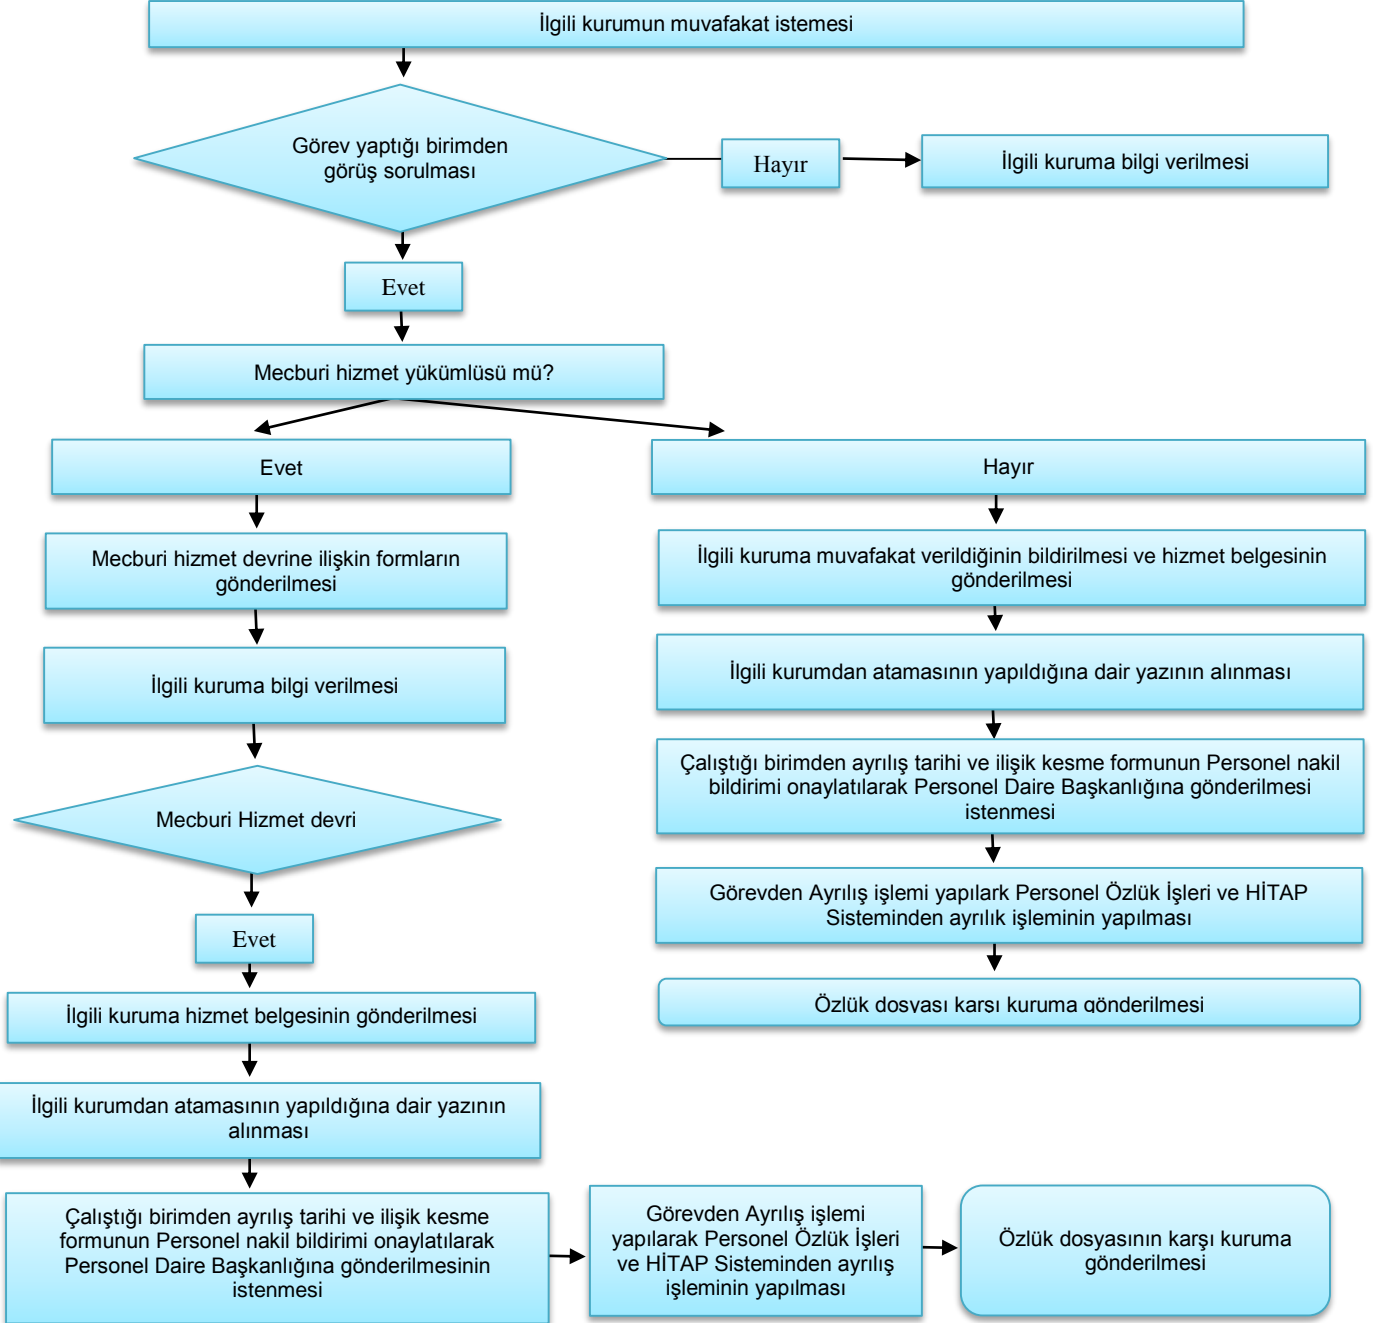 İlgili kurumun muvafakat istemesi
Görev yaptığı birimden
görüş sorulması
Hayır
İlgili kuruma bilgi verilmesi
Evet
Mecburi hizmet yükümlüsü mü?
Evet
Hayır
Mecburi hizmet devrine ilişkin formların
gönderilmesi
İlgili kuruma muvafakat verildiğinin bildirilmesi ve hizmet belgesinin
gönderilmesi
İlgili kuruma bilgi verilmesi
İlgili kurumdan atamasının yapıldığına dair yazının alınması
Çalıştığı birimden ayrılış tarihi ve ilişik kesme formunun Personel nakil
bildirimi onaylatılarak Personel Daire Başkanlığına gönderilmesi
istenmesi
Mecburi Hizmet devri
Görevden Ayrılış işlemi yapılark Personel Özlük İşleri ve HİTAP
Sisteminden ayrılık işleminin yapılması
Evet
Özlük dosyası karşı kuruma gönderilmesi
İlgili kuruma hizmet belgesinin gönderilmesi
İlgili kurumdan atamasının yapıldığına dair yazının
alınması
Çalıştığı birimden ayrılış tarihi ve ilişik kesme
formunun Personel nakil bildirimi onaylatılarak
Personel Daire Başkanlığına gönderilmesinin
istenmesi
Görevden Ayrılış işlemi
yapılarak Personel Özlük İşleri
ve HİTAP Sisteminden ayrılış
işleminin yapılması
Özlük dosyasının karşı kuruma
gönderilmesi